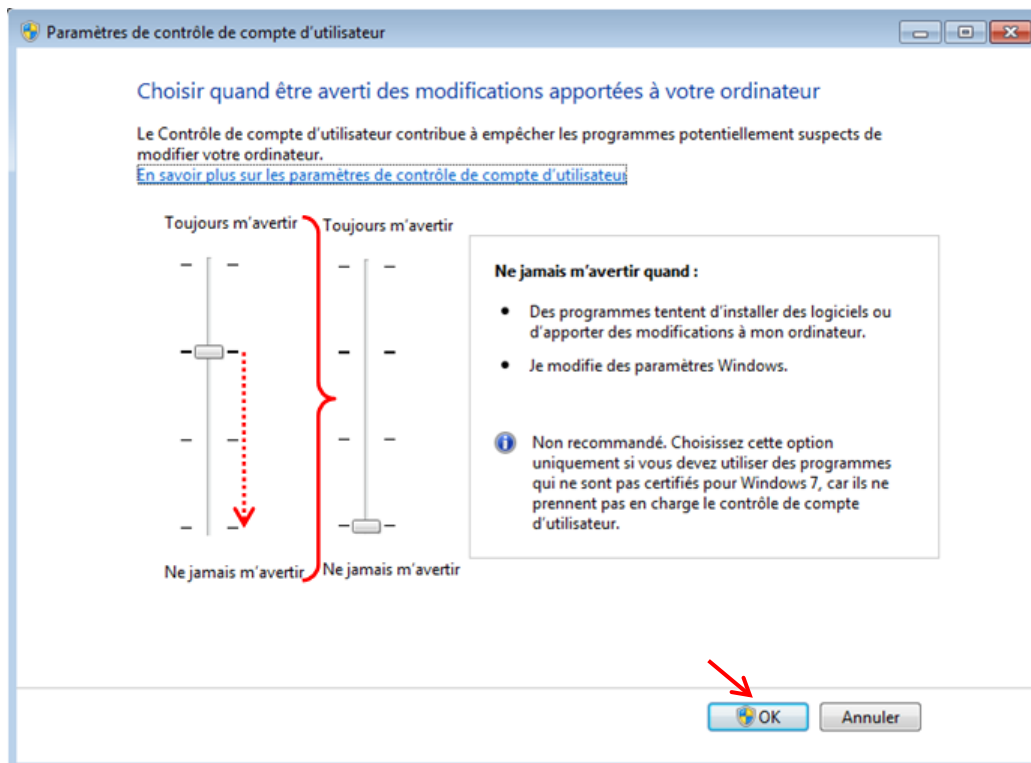 Paramètres de contrôle de compte d'utilisateur
Choisir quand être averti des modifications apportées à votre ordinateur
Le Contrôle de compte d'utilisateur contribue à empêcher les programmes potentiellement suspects de
modifier votre ordinateur.
En savoir plus sur les paramètres de contrôle de compte d'utilisateur
Toujours m'avertir
Ne jamais m'avertir
Toujours m'avertir
Ne jamais m'avertir
Ne jamais m'avertir quand :
• Des programmes tentent d'installer des logiciels ou
d'apporter des modifications à mon ordinateur.
• Je modifie des paramètres Windows.
Non recommandé. Choisissez cette option
uniquement si vous devez utiliser des programmes
qui ne sont pas certifiés pour Windows 7, car ils ne
prennent pas en charge le contrôle de compte
d'utilisateur.
OK
Annuler